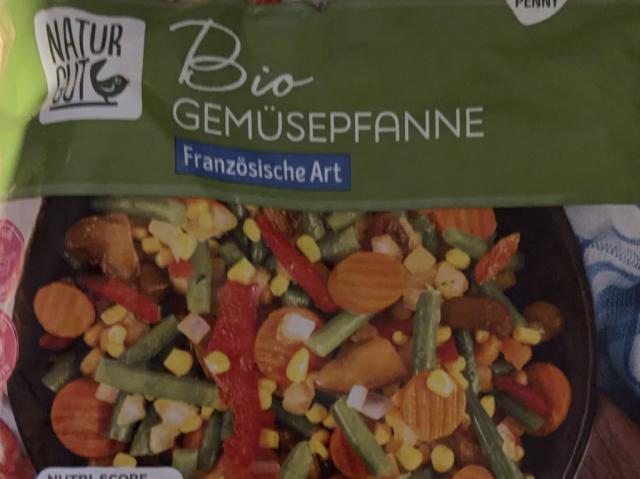 PENNY
NATUR
GUT
Bio
GEMÜSEPFANNE
Französische Art
NUTRI-SCORE